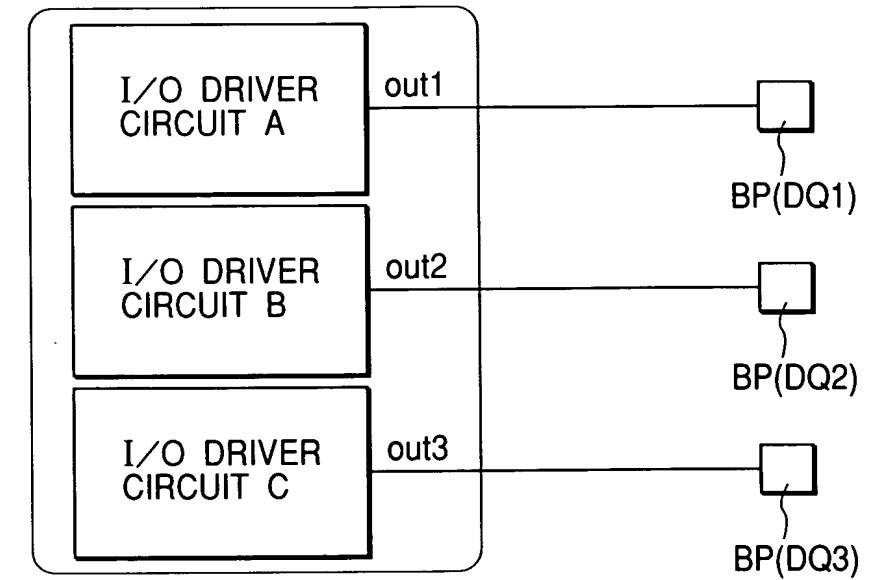 I/O DRIVER
CIRCUIT A
out1
BP(DQ1)
I/O DRIVER
CIRCUIT B
out2
BP(DQ2)
I/O DRIVER
CIRCUIT C
out3
BP(DQ3)